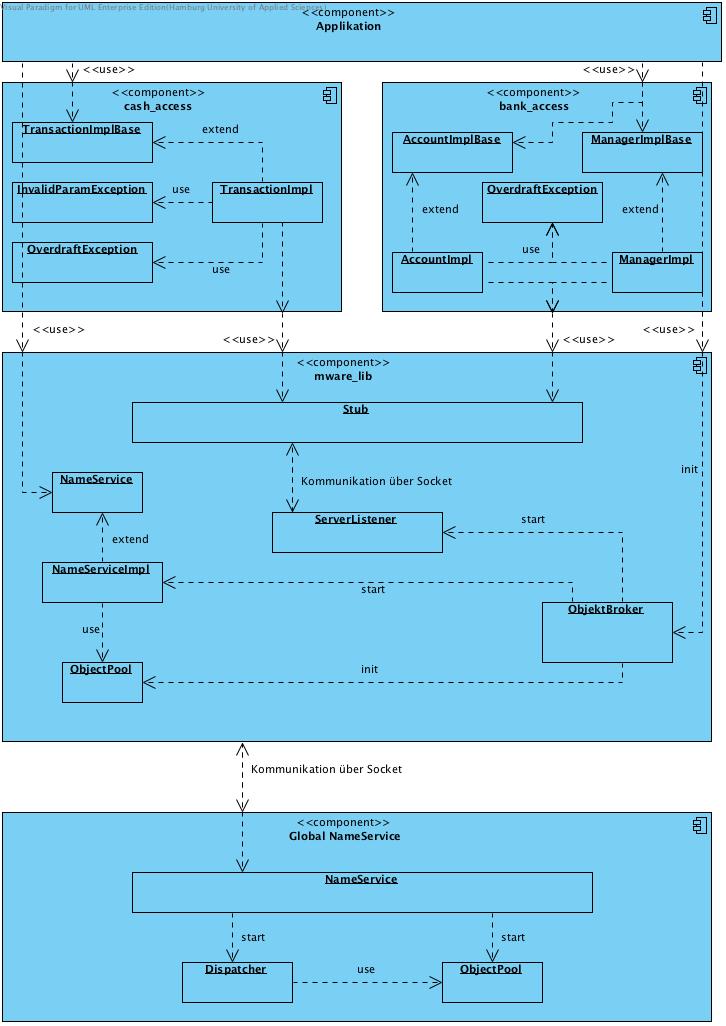 Visual Paradigm for UML Enterprise Edition(Hamburg University of Applied Sciences)
<<component>>
Applikation
<<use>>
<<use>>
<<component>>
cash_access
TransactionImplBase
extend
InvalidParamException
use
TransactionImpl
OverdraftException
use
<<component>>
bank_access
AccountImplBase
ManagerImplBase
OverdraftException
extend
extend
use
AccountImpl
ManagerImpl
<<use>>
<<use>>
<<use>>
<<use>>
<<component>>
mware_lib
Stub
Kommunikation über Socket
init
NameService
ServerListener
start
extend
NameServiceImpl
start
ObjektBroker
use
ObjectPool
init
Kommunikation über Socket
<<component>>
Global NameService
NameService
start
start
Dispatcher
use
ObjectPool